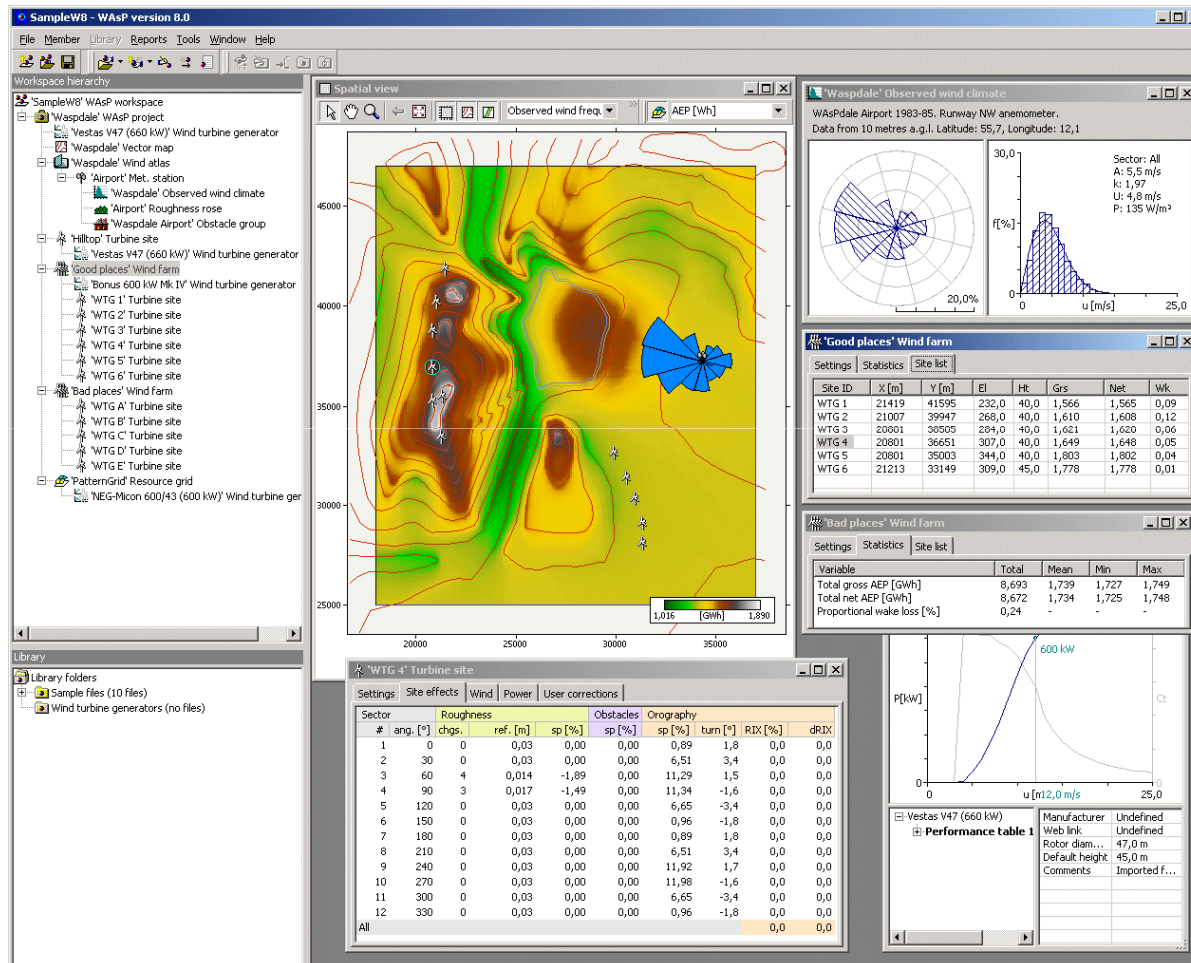 SampleW8 - WAsP version 8.0
File Member Library Reports Tools Window Help
Workspace hierarchy
'SampleW8' WAsP workspace
'Waspdale' WAsP project
'Vestas V47 (660 kW)' Wind turbine generator
'Waspdale' Vector map
'Waspdale' Wind atlas
'Airport' Met. station
'Waspdale' Observed wind climate
'Airport' Roughness rose
'Waspdale Airport' Obstacle group
'Hilltop' Turbine site
'Vestas V47 (660 kW)' Wind turbine generator
'Good places' Wind farm
'Bonus 600 kW Mk IV' Wind turbine generator
'WTG 1' Turbine site
'WTG 2' Turbine site
'WTG 3' Turbine site
'WTG 4' Turbine site
'WTG 5' Turbine site
'WTG 6' Turbine site
'Bad places' Wind farm
'WTG A' Turbine site
'WTG B' Turbine site
'WTG C' Turbine site
'WTG D' Turbine site
'WTG E' Turbine site
'PatternGrid' Resource grid
'NEG-Micon 600/43 (600 kW)' Wind turbine ger
Library
Library folders
Sample files (10 files)
Wind turbine generators (no files)
Spatial view
Observed wind frequ
»
AEP [Wh]
45000
40000
35000
30000
25000
20000 25000 30000 35000
1,016 [GWh] 1,890
'Waspdale' Observed wind climate
WAsPdale Airport 1983-85. Runway NW anemometer.
Data from 10 metres a.g.l. Latitude: 55,7, Longitude: 12,1
20,0%
30,0
f[%]
0
0 u [m/s] 25,0
Sector: All
A: 5,5 m/s
k: 1,97
U: 4,8 m/s
P: 135 W/m²
'Good places' Wind farm
Settings Statistics Site list
Site ID X [m] Y [m] El Ht Grs Net Wk
WTG 1 21419 41595 232,0 40,0 1,566 1,565 0,09
WTG 2 21007 39947 268,0 40,0 1,610 1,608 0,12
WTG 3 20801 38505 284,0 40,0 1,621 1,620 0,06
WTG 4 20801 36651 307,0 40,0 1,649 1,648 0,05
WTG 5 20801 35003 344,0 40,0 1,803 1,802 0,04
WTG 6 21213 33149 309,0 45,0 1,778 1,778 0,01
'Bad places' Wind farm
Settings Statistics Site list
Variable Total Mean Min Max
Total gross AEP [GWh] 8,693 1,739 1,727 1,749
Total net AEP [GWh] 8,672 1,734 1,725 1,748
Proportional wake loss [%] 0,24 - - -
600 kW
P[kW]
Ct
0
0
0 u [m 12,0 m/s 25,0
Vestas V47 (660 kW)
Performance table 1
Manufacturer Undefined
Web link Undefined
Rotor diam... 47,0 m
Default height 45,0 m
Comments Imported f...
'WTG 4' Turbine site
Settings Site effects Wind Power User corrections
Sector Roughness Obstacles Orography
# ang. [°] chgs. ref. [m] sp [%] sp [%] sp [%] turn [°] RIX [%] dRIX
1 0 0 0,03 0,00 0,00 0,89 1,8 0,0 0,0
2 30 0 0,03 0,00 0,00 6,51 3,4 0,0 0,0
3 60 4 0,014 -1,89 0,00 11,29 1,5 0,0 0,0
4 90 3 0,017 -1,49 0,00 11,34 -1,6 0,0 0,0
5 120 0 0,03 0,00 0,00 6,65 -3,4 0,0 0,0
6 150 0 0,03 0,00 0,00 0,96 -1,8 0,0 0,0
7 180 0 0,03 0,00 0,00 0,89 1,8 0,0 0,0
8 210 0 0,03 0,00 0,00 6,51 3,4 0,0 0,0
9 240 0 0,03 0,00 0,00 11,92 1,7 0,0 0,0
10 270 0 0,03 0,00 0,00 11,98 -1,6 0,0 0,0
11 300 0 0,03 0,00 0,00 6,65 -3,4 0,0 0,0
12 330 0 0,03 0,00 0,00 0,96 -1,8 0,0 0,0
All 0,0 0,0